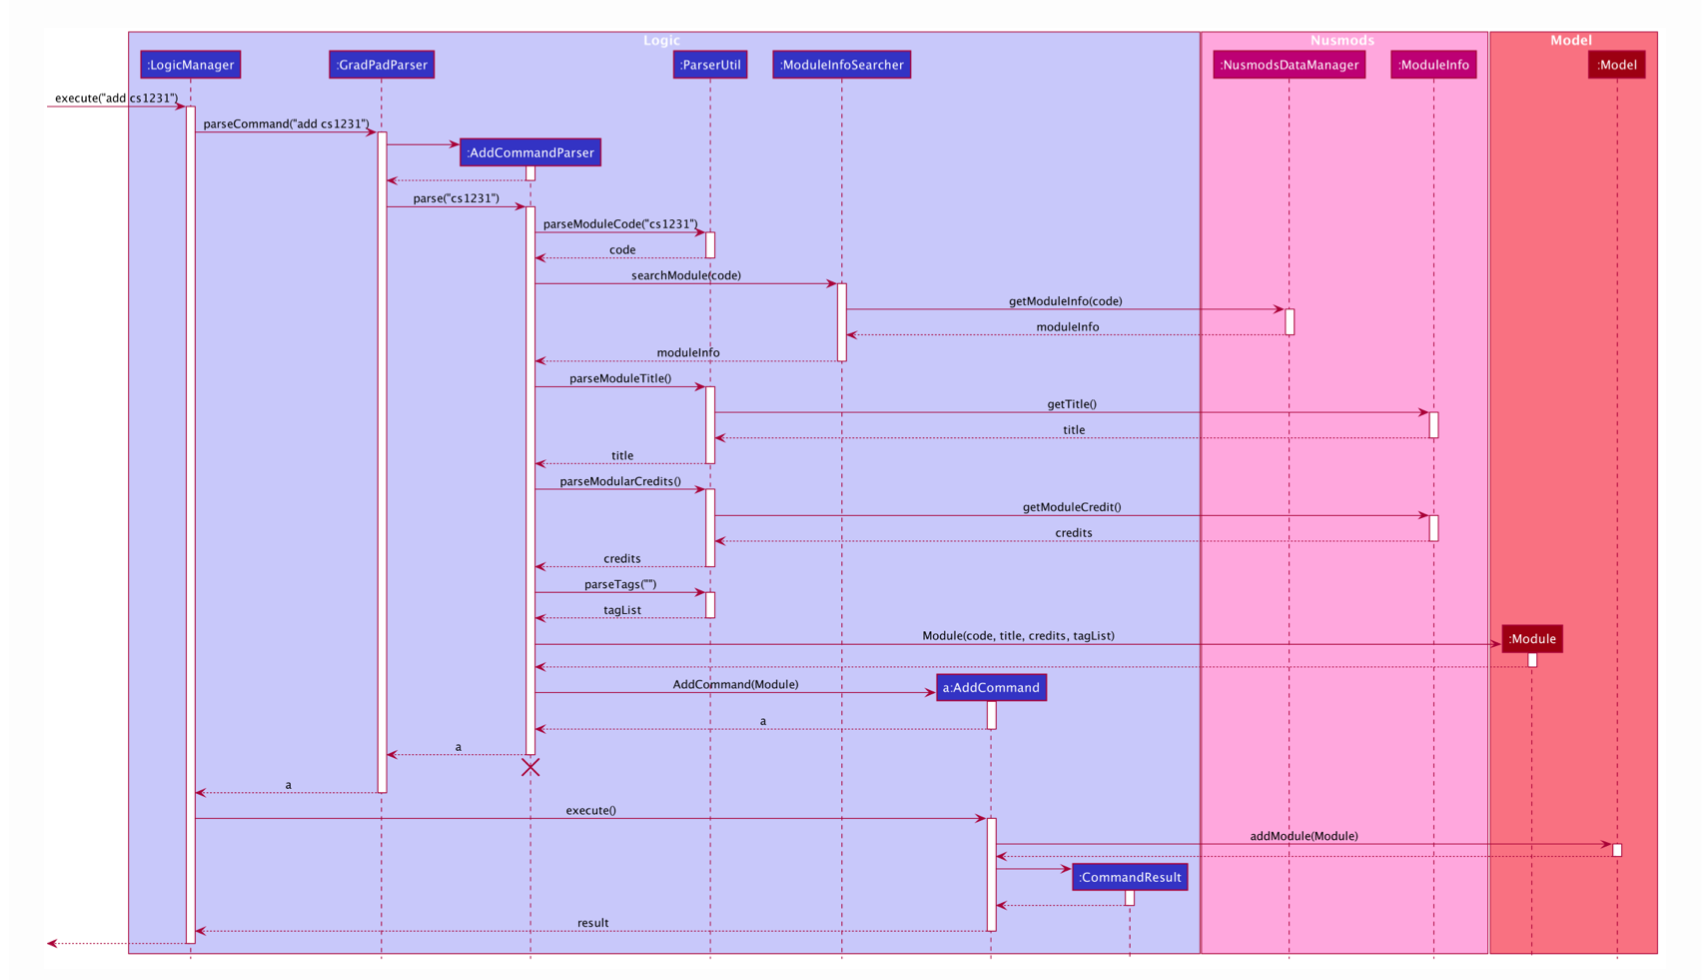 Logic
Nusmods
Model
:LogicManager
:GradPadParser
:ParserUtil
:ModuleInfoSearcher
:NusmodsDataManager
:ModuleInfo
:Model
execute("add cs1231")
parseCommand("add cs1231")
:AddCommandParser
parse("cs1231")
parseModuleCode("cs1231")
code
searchModule(code)
getModuleInfo(code)
moduleInfo
moduleInfo
parseModuleTitle()
getTitle()
title
title
parseModularCredits()
getModuleCredit()
credits
credits
parseTags("")
tagList
Module(code, title, credits, tagList)
:Module
AddCommand(Module)
a:AddCommand
a
a
a
execute()
addModule(Module)
:CommandResult
result